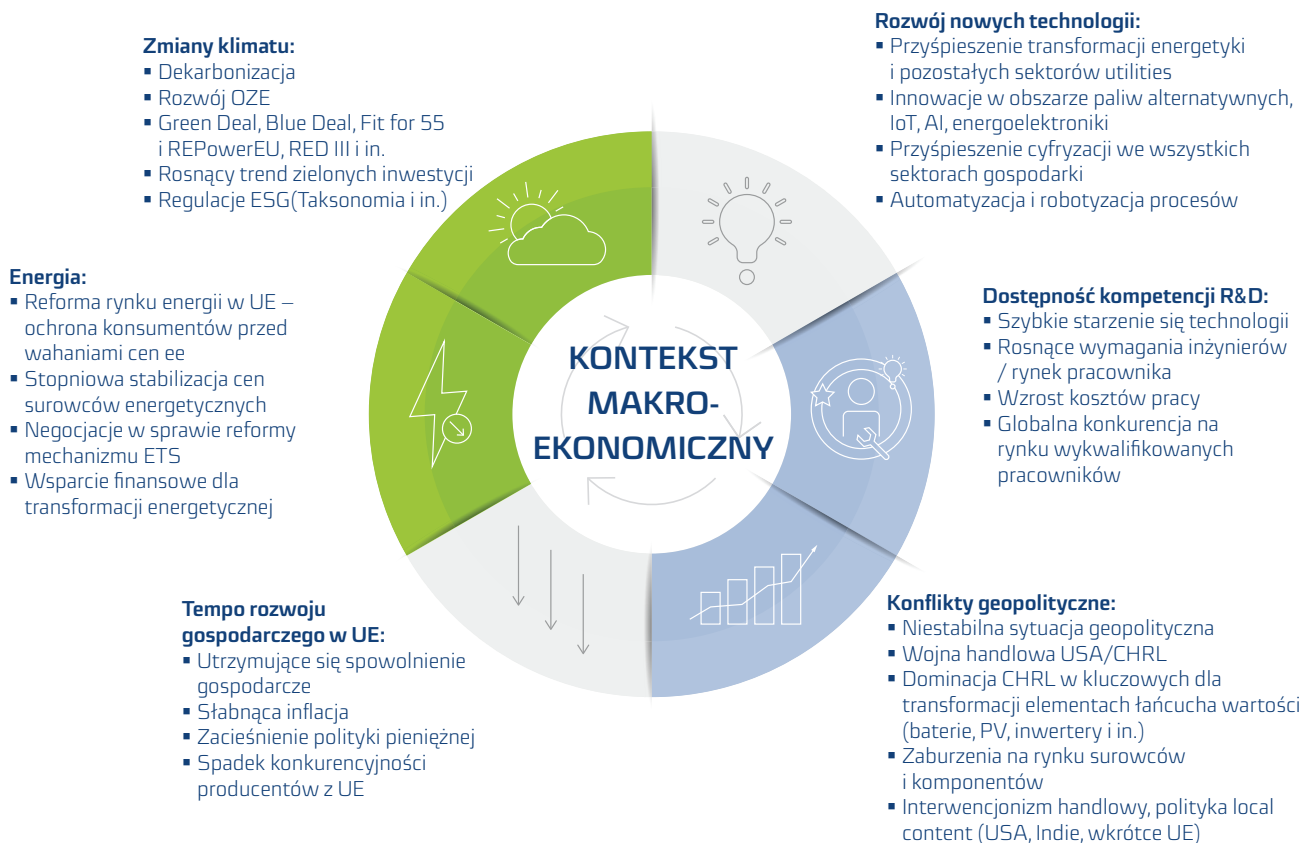 Zmiany klimatu:
▪ Dekarbonizacja
▪ Rozwój OZE
▪ Green Deal, Blue Deal, Fit for 55
i REPowerEU, RED III i in.
▪ Rosnący trend zielonych inwestycji
▪ Regulacje ESG(Taksonomia i in.)
Rozwój nowych technologii:
▪ Przyśpieszenie transformacji energetyki
i pozostałych sektorów utilities
▪ Innowacje w obszarze paliw alternatywnych,
IoT, AI, energoelektroniki
▪ Przyśpieszenie cyfryzacji we wszystkich
sektorach gospodarki
▪ Automatyzacja i robotyzacja procesów
Energia:
▪ Reforma rynku energii w UE –
ochrona konsumentów przed
wahaniami cen ee
▪ Stopniowa stabilizacja cen
surowców energetycznych
▪ Negocjacje w sprawie reformy
mechanizmu ETS
▪ Wsparcie finansowe dla
transformacji energetycznej
KONTEKST
MAKRO-
EKONOMICZNY
Dostępność kompetencji R&D:
▪ Szybkie starzenie się technologii
▪ Rosnące wymagania inżynierów
/ rynek pracownika
▪ Wzrost kosztów pracy
▪ Globalna konkurencja na
rynku wykwalifikowanych
pracowników
Tempo rozwoju
gospodarczego w UE:
▪ Utrzymujące się spowolnienie
gospodarcze
▪ Słabnąca inflacja
▪ Zacieśnienie polityki pieniężnej
▪ Spadek konkurencyjności
producentów z UE
Konflikty geopolityczne:
▪ Niestabilna sytuacja geopolityczna
▪ Wojna handlowa USA/CHRL
▪ Dominacja CHRL w kluczowych dla
transformacji elementach łańcucha wartości
(baterie, PV, inwertery i in.)
▪ Zaburzenia na rynku surowców
i komponentów
▪ Interwencjonizm handlowy, polityka local
content (USA, Indie, wkrótce UE)